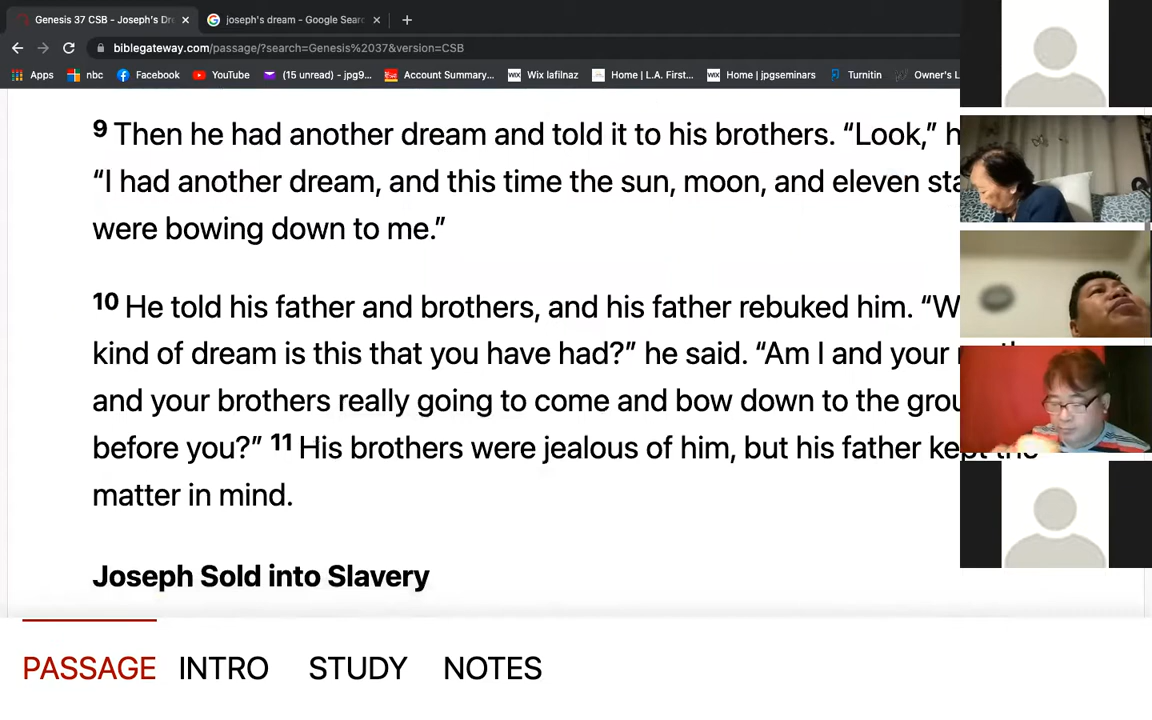 Genesis 37 CSB - Joseph's Dre
joseph's dream - Google Searc
biblegateway.com/passage/?search=Genesis%2037&version=CSB
Apps
nbc
Facebook
YouTube
(15 unread) - jpg9...
Account Summary...
WIX Wix lafilnaz
Home | L.A. First...
WIX Home | jpgseminars
Turnitin
Owner's L
9 Then he had another dream and told it to his brothers. “Look,” h
“I had another dream, and this time the sun, moon, and eleven sta
were bowing down to me.”
10 He told his father and brothers, and his father rebuked him. “W
kind of dream is this that you have had?” he said. “Am I and your
and your brothers really going to come and bow down to the grou
before you?” 11 His brothers were jealous of him, but his father kept the
matter in mind.
Joseph Sold into Slavery
PASSAGE
INTRO
STUDY
NOTES